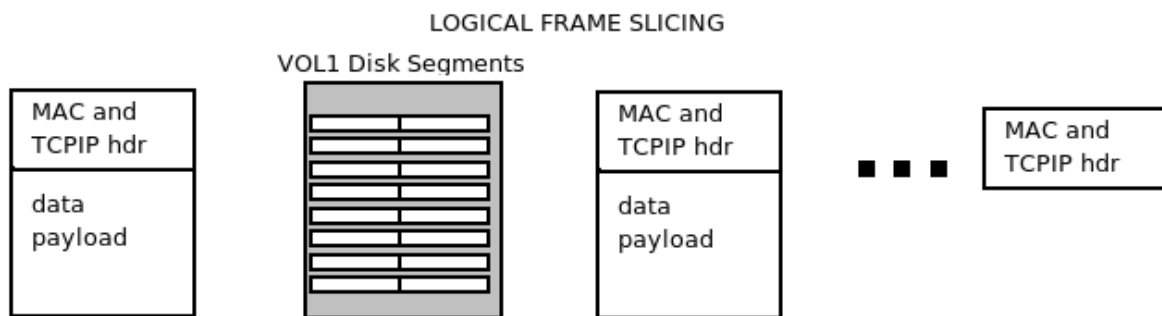 LOGICAL FRAME SLICING
VOL1 Disk Segments
MAC and
TCPIP hdr
data
payload
MAC and
TCPIP hdr
data
payload
MAC and
TCPIP hdr